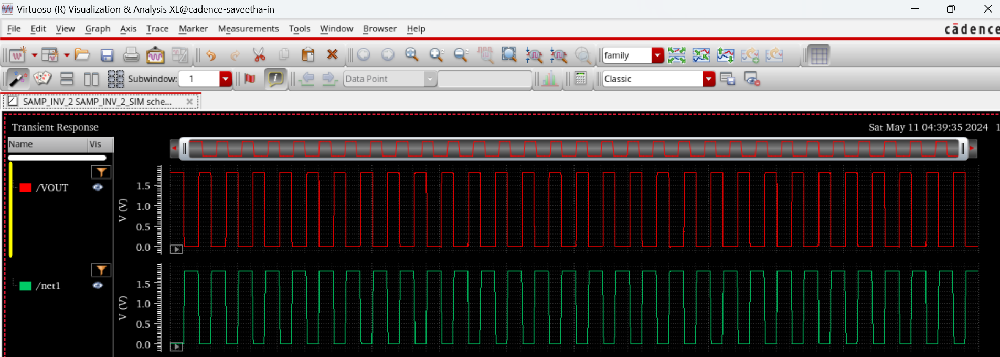 Virtuoso (R) Visualization & Analysis XL@cadence-saveetha-in
File Edit View Graph Axis Trace Marker Measurements Tools Window Browser Help
cādence
family
Subwindow: 1
Data Point
Classic
SAMP_INV_2 SAMP_INV_2_SIM sche...
Transient Response
Sat May 11 04:39:35 2024 1
Name Vis
/VOUT
V (V)
1.5
1.0
0.5
0.0
/net1
V (V)
1.5
1.0
0.5
0.0